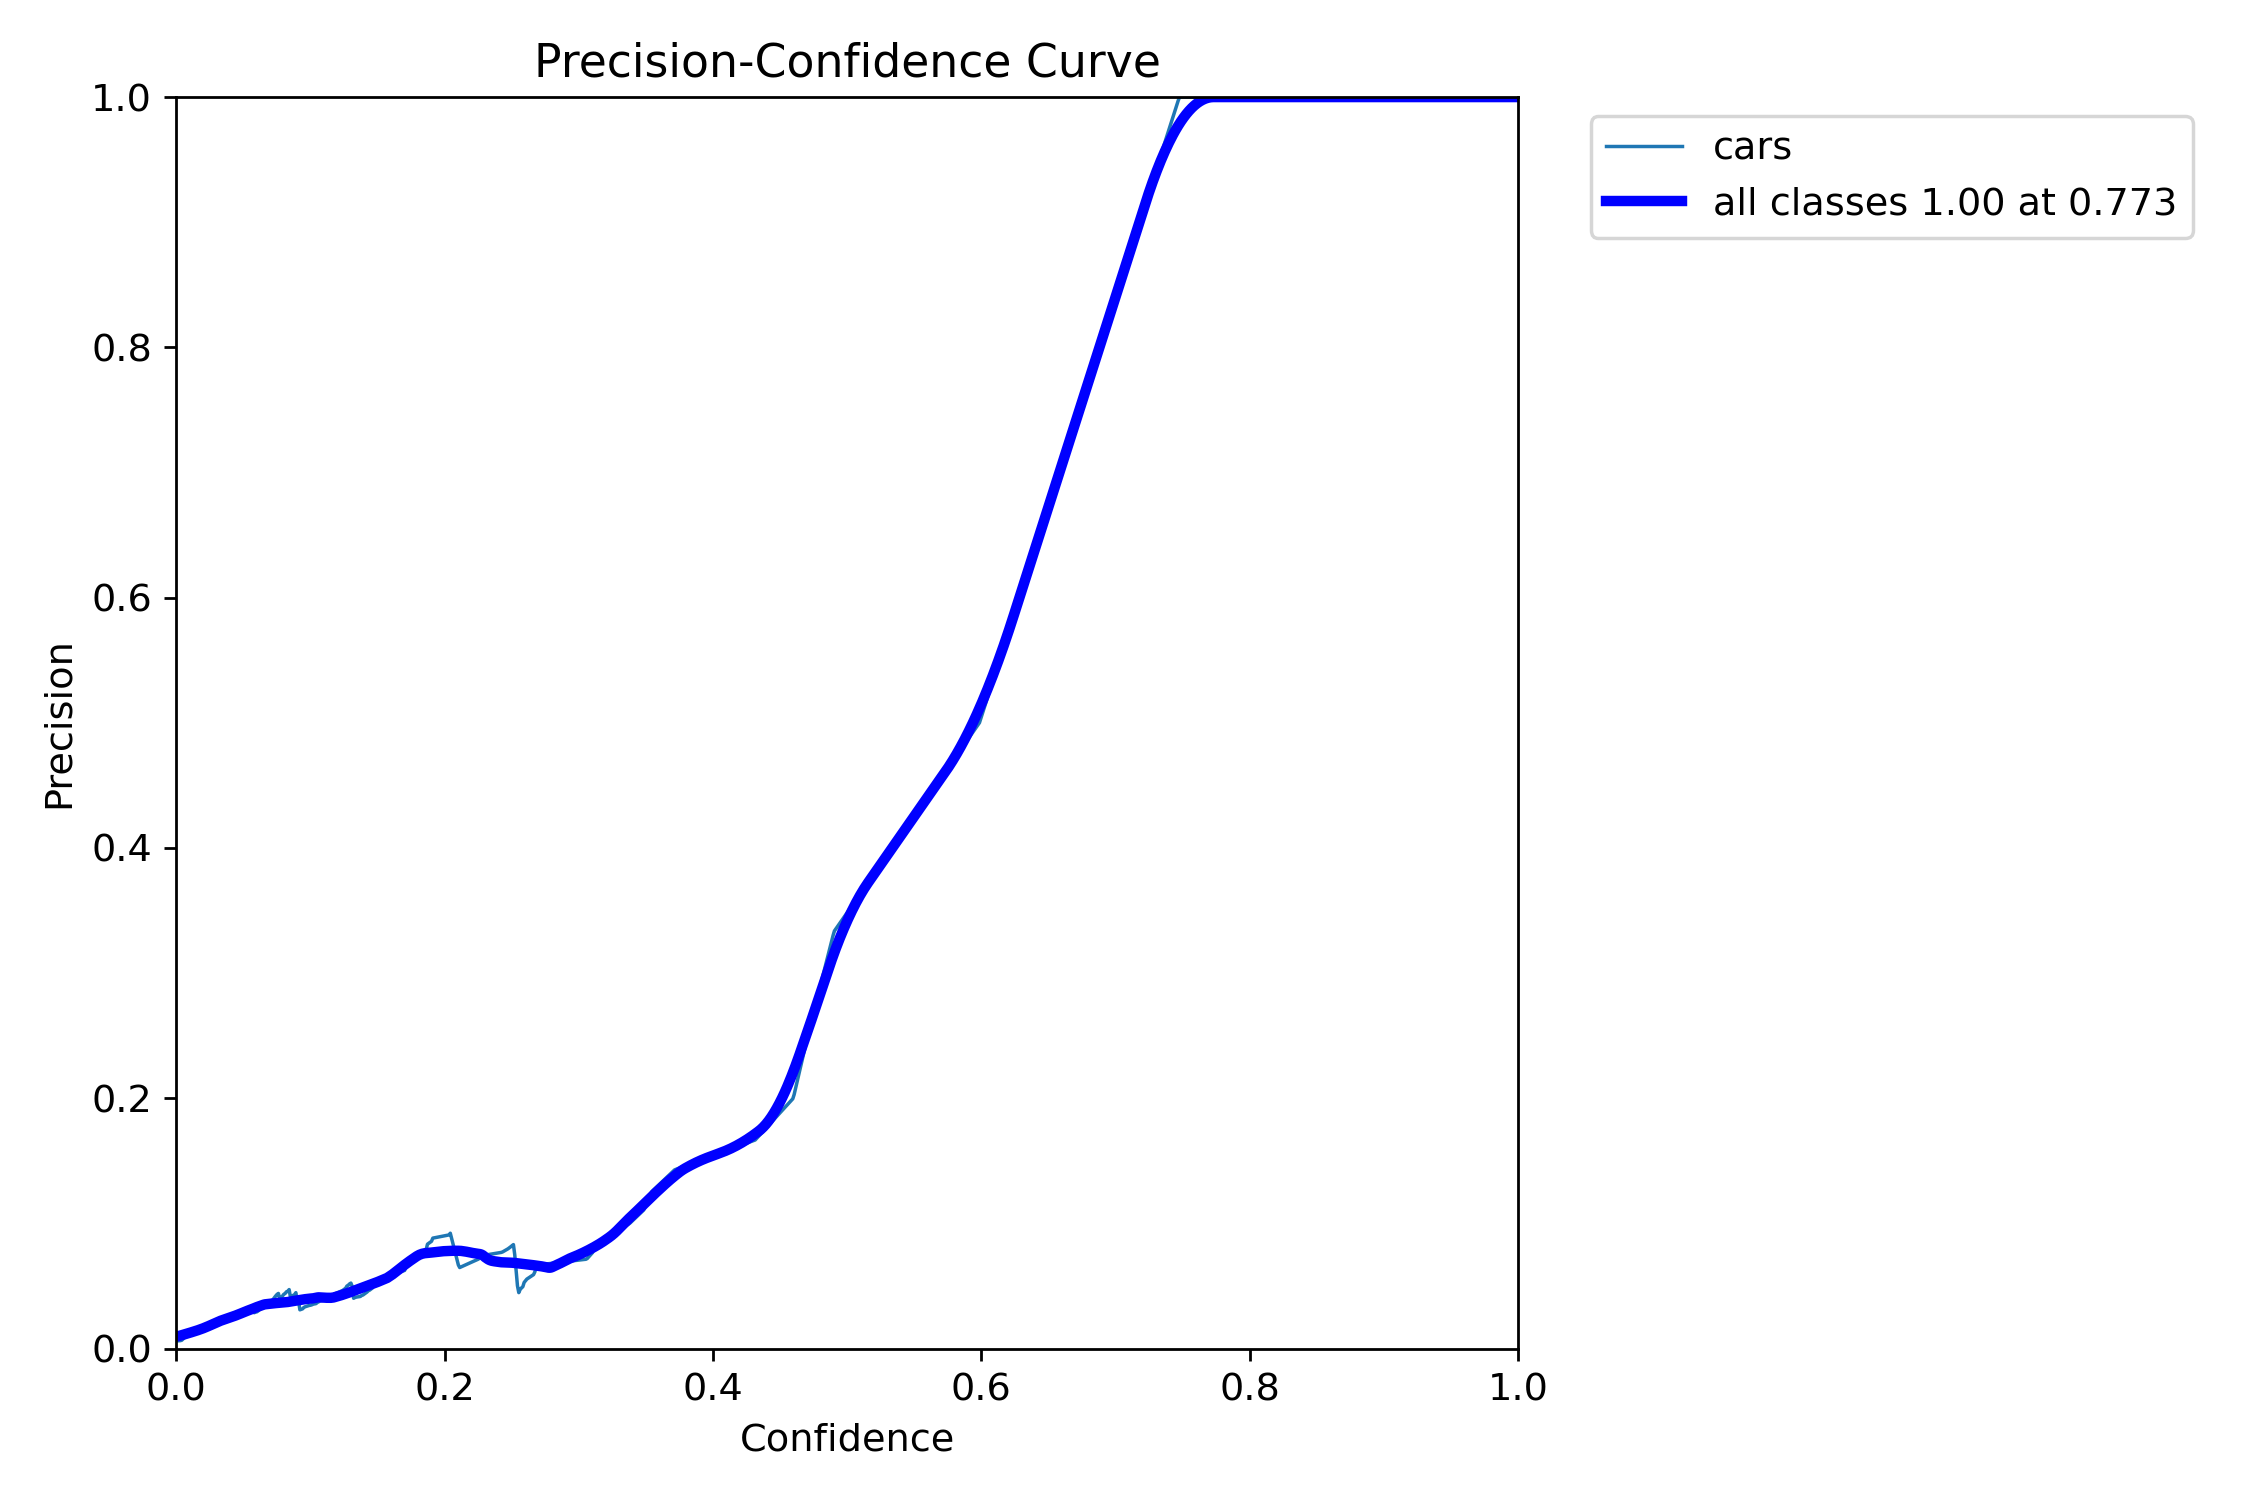 Precision-Confidence Curve
1.0
0.8
0.6
0.4
0.2
0.0
Precision
0.0 0.2 0.4 0.6 0.8 1.0
Confidence
cars
all classes 1.00 at 0.773